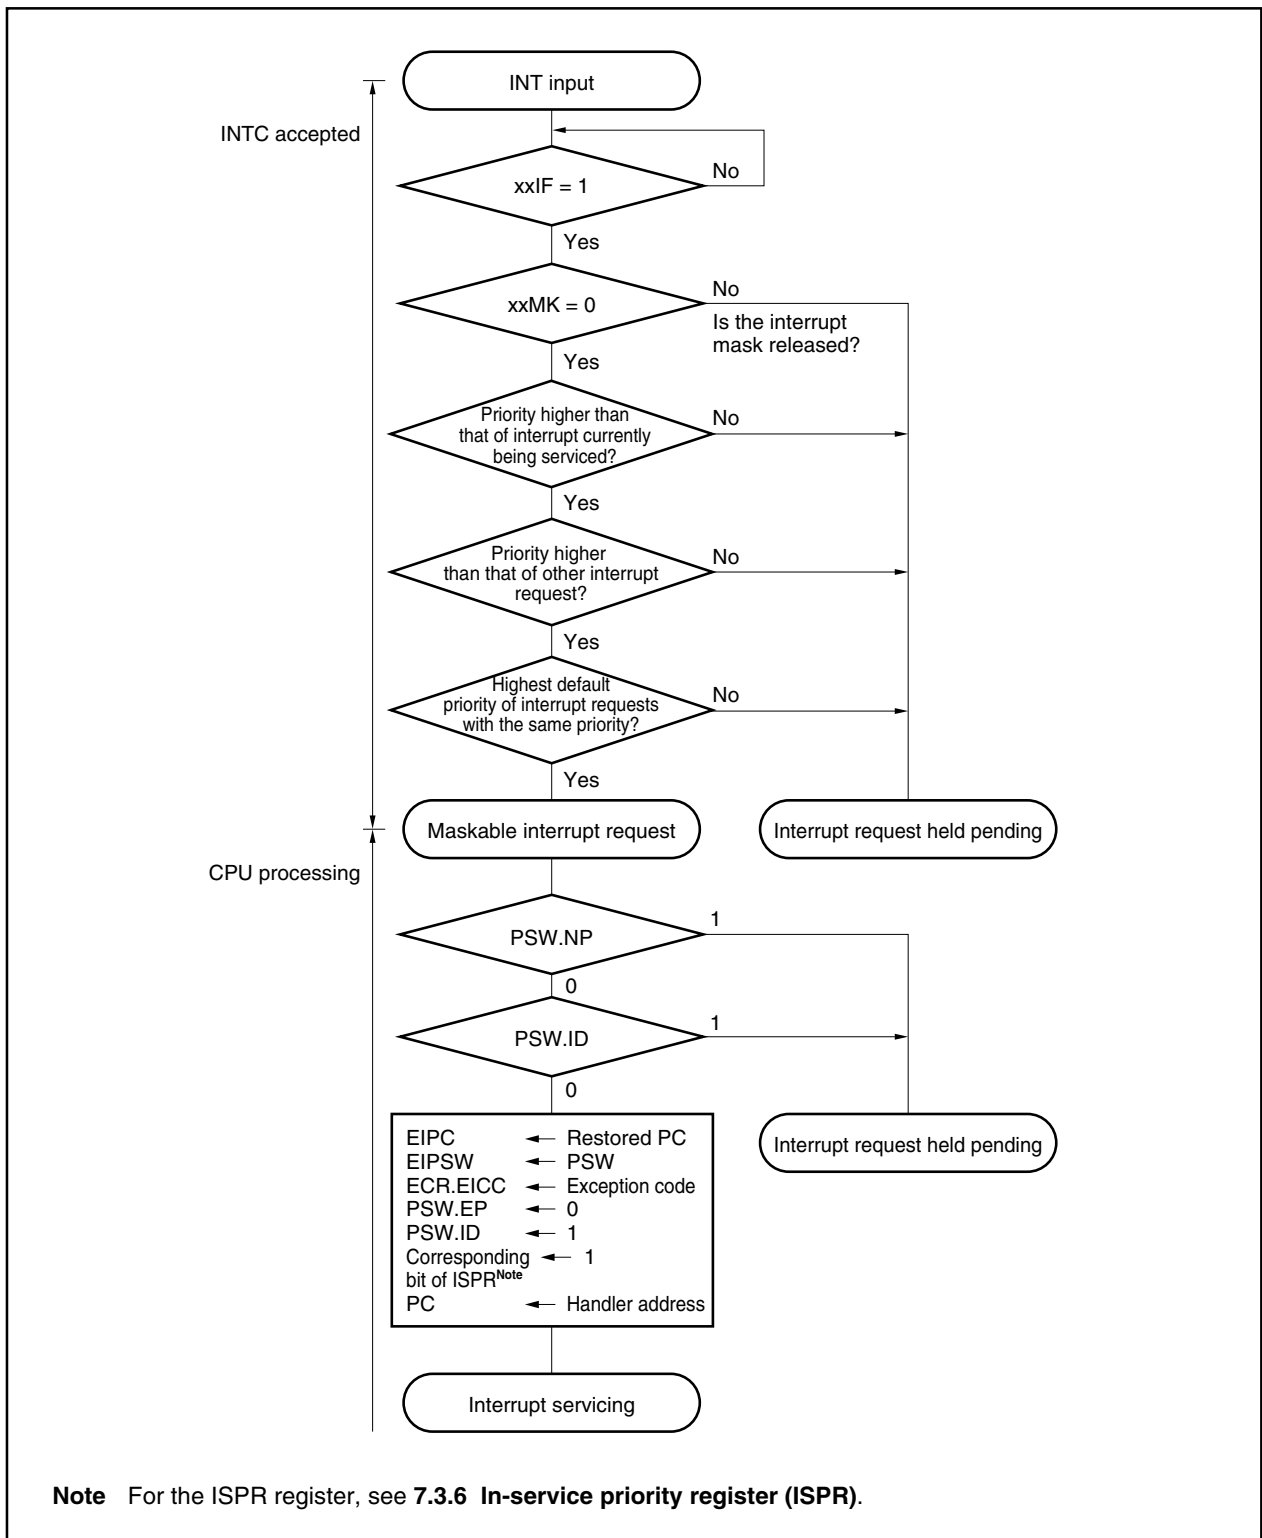 INT input
INTC accepted
xxIF = 1
No
Yes
xxMK = 0
No
Is the interrupt
mask released?
Yes
Priority higher than
that of interrupt currently
being serviced?
No
Yes
Priority higher
than that of other interrupt
request?
No
Yes
Highest default
priority of interrupt requests
with the same priority?
No
Yes
Maskable interrupt request
Interrupt request held pending
CPU processing
PSW.NP
1
0
PSW.ID
1
0
EIPC ← Restored PC
EIPSW ← PSW
ECR.EICC ← Exception code
PSW.EP ← 0
PSW.ID ← 1
Corresponding ← 1
bit of ISPRNote
PC ← Handler address
Interrupt request held pending
Interrupt servicing
Note For the ISPR register, see 7.3.6 In-service priority register (ISPR).